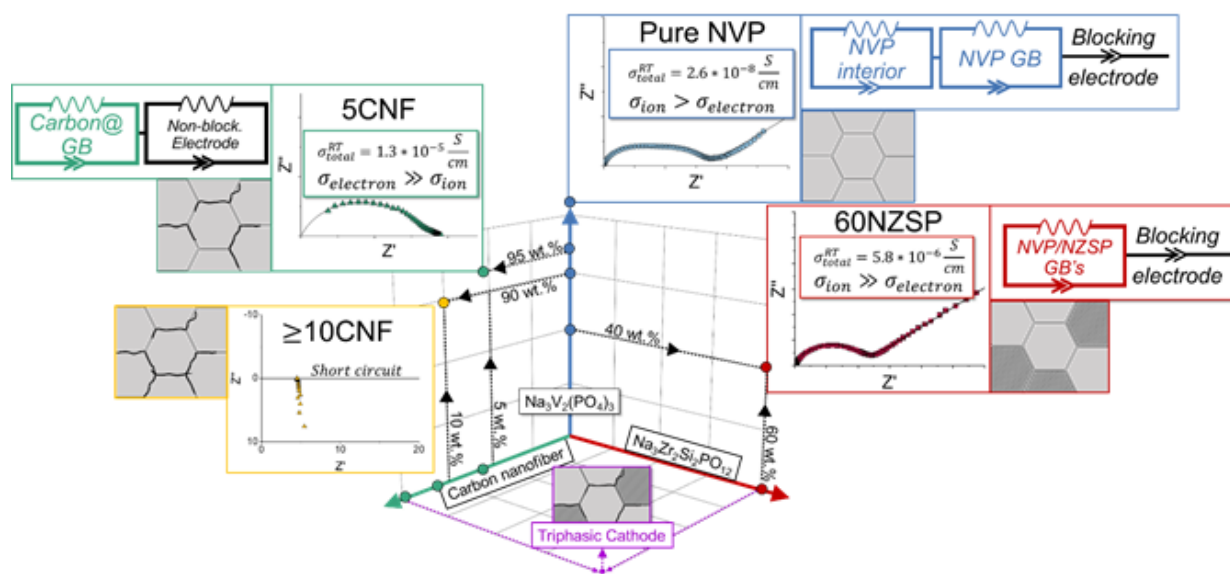 Pure NVP
Z''
σ_total^RT = 2.6 * 10⁻⁸ S/cm
σ_ion > σ_electron
Z'
NVP
interior
NVP GB
Blocking
electrode
Carbon@
GB
Non-block.
Electrode
5CNF
Z''
σ_total^RT = 1.3 * 10⁻⁵ S/cm
σ_electron ≫ σ_ion
Z'
60NZSP
Z''
σ_total^RT = 5.8 * 10⁻⁶ S/cm
σ_ion ≫ σ_electron
Z'
NVP/NZSP
GB's
Blocking
electrode
95 wt.%
90 wt.%
40 wt.%
≥10CNF
-10
Short circuit
Z''
0
10
0
10
20
Z'
10 wt.%
5 wt.%
60 wt.%
Na₃V₂(PO₄)₃
Carbon nanofiber
Na₃Zr₂Si₂PO₁₂
Triphasic Cathode